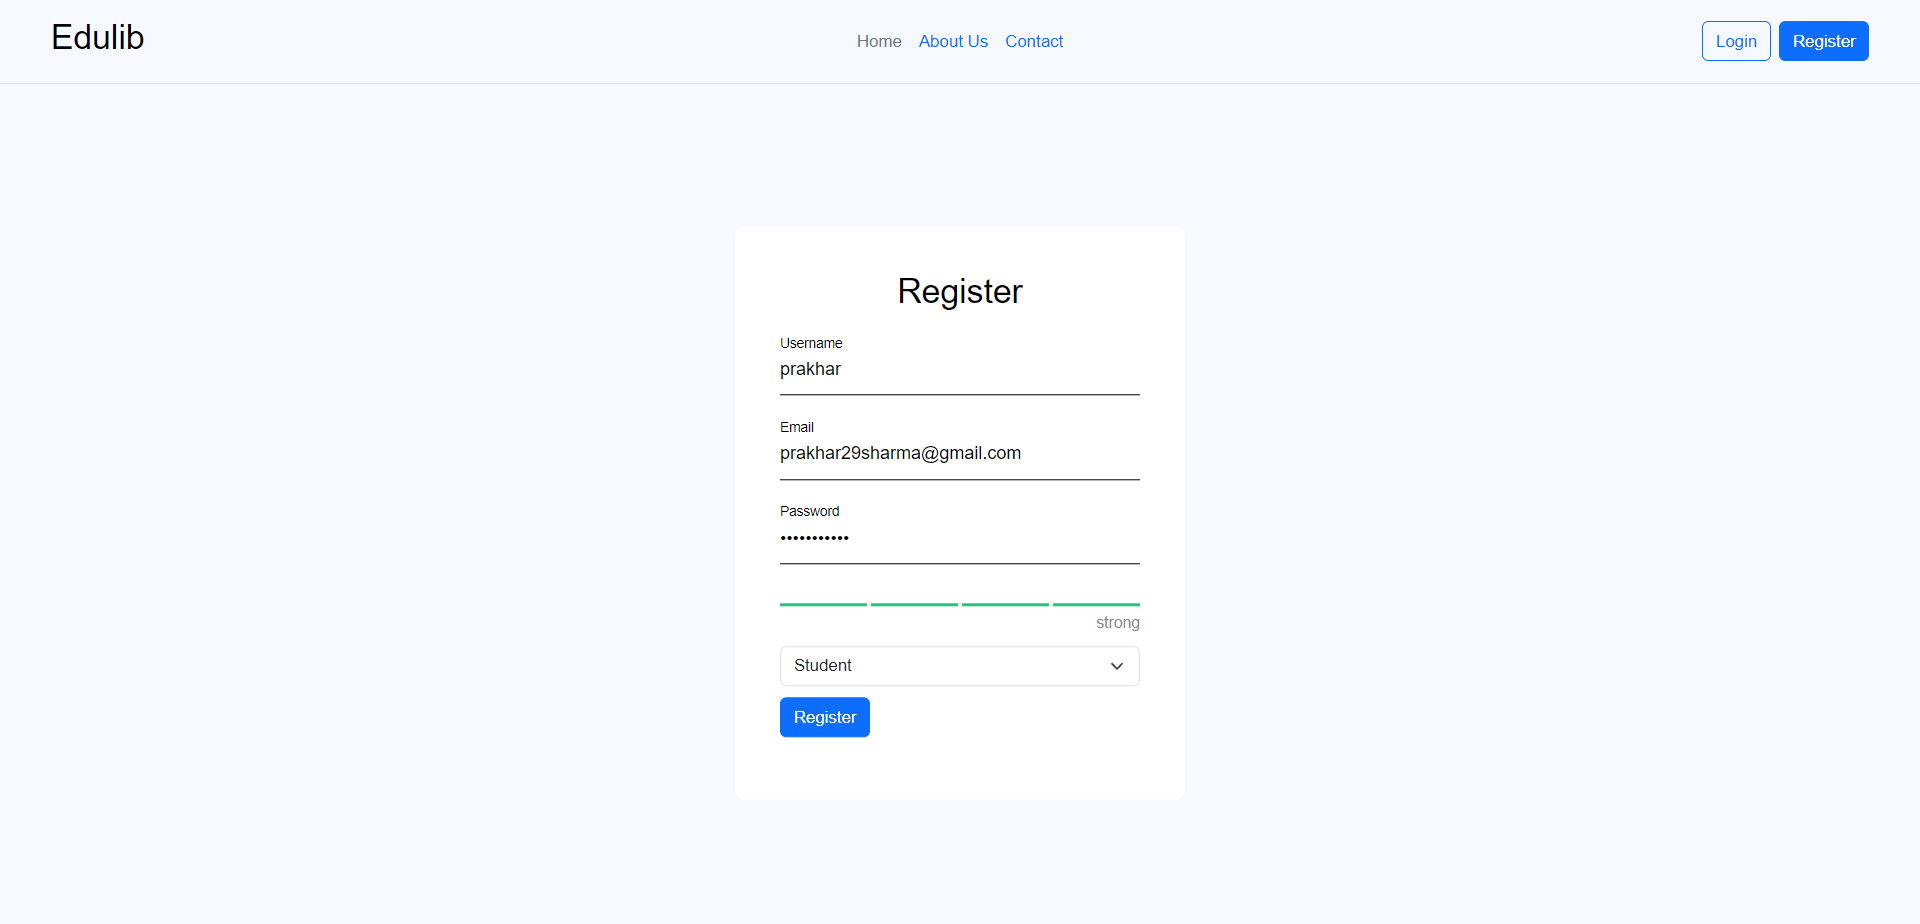 Edulib
Home About Us Contact
Login Register
Register
Username
prakhar
Email
prakhar29sharma@gmail.com
Password
•••••••••••
strong
Student
Register